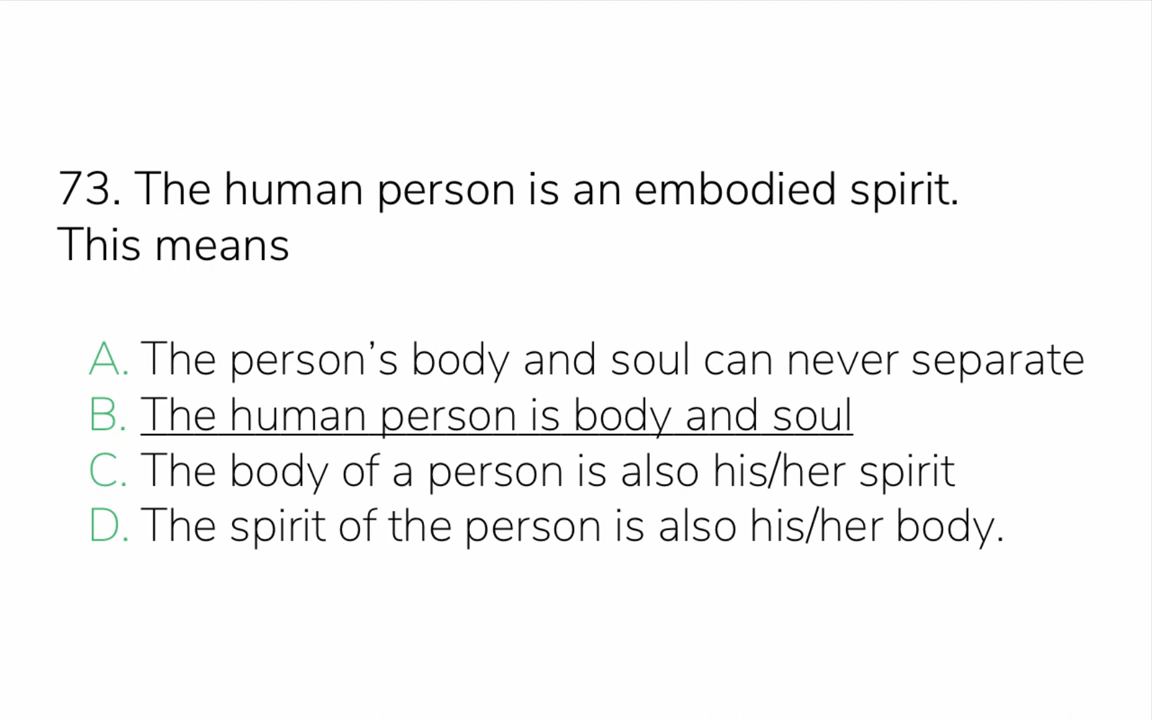 73. The human person is an embodied spirit.
This means
A. The person’s body and soul can never separate
B. The human person is body and soul
C. The body of a person is also his/her spirit
D. The spirit of the person is also his/her body.